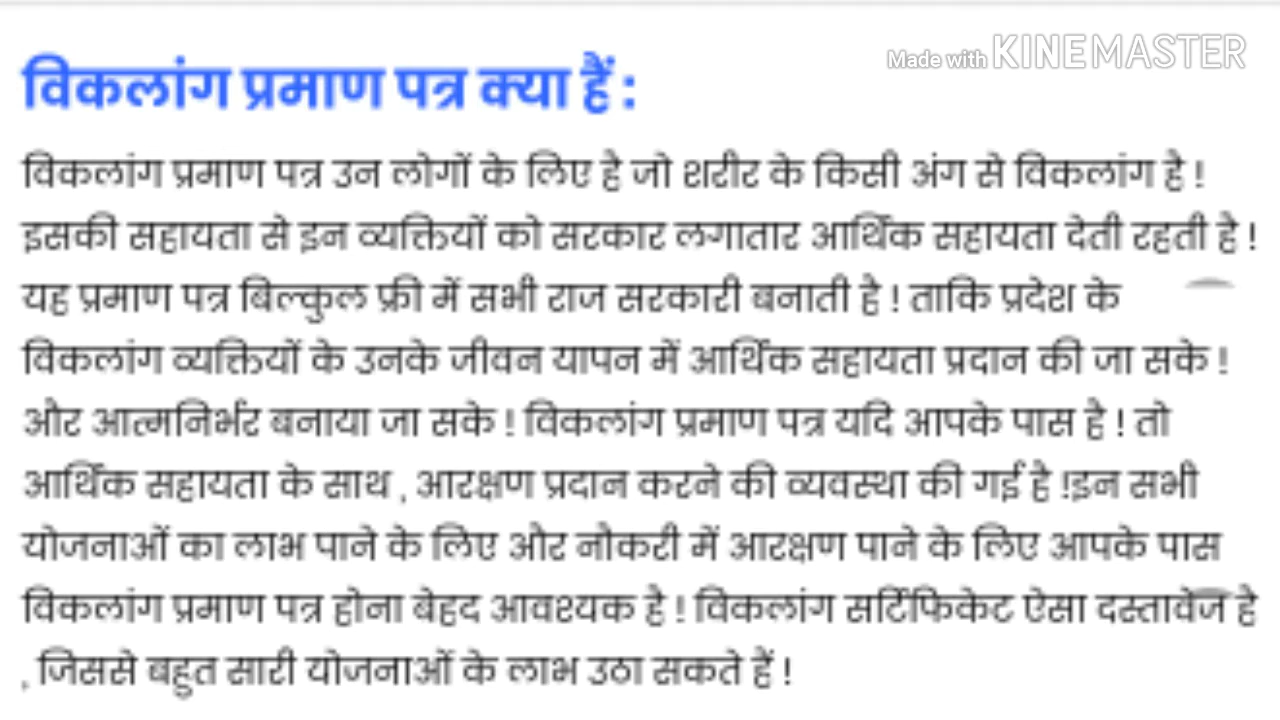 Made with KINEMASTER
विकलांग प्रमाण पत्र क्या हैं :
विकलांग प्रमाण पत्र उन लोगों के लिए है जो शरीर के किसी अंग से विकलांग है !
इसकी सहायता से इन व्यक्तियों को सरकार लगातार आर्थिक सहायता देती रहती है !
यह प्रमाण पत्र बिल्कुल फ्री में सभी राज सरकारी बनाती है ! ताकि प्रदेश के
विकलांग व्यक्तियों के उनके जीवन यापन में आर्थिक सहायता प्रदान की जा सके !
और आत्मनिर्भर बनाया जा सके ! विकलांग प्रमाण पत्र यदि आपके पास है ! तो
आर्थिक सहायता के साथ , आरक्षण प्रदान करने की व्यवस्था की गई है !इन सभी
योजनाओं का लाभ पाने के लिए और नौकरी में आरक्षण पाने के लिए आपके पास
विकलांग प्रमाण पत्र होना बेहद आवश्यक है ! विकलांग सर्टिफिकेट ऐसा दस्तावेज है
, जिससे बहुत सारी योजनाओं के लाभ उठा सकते हैं !